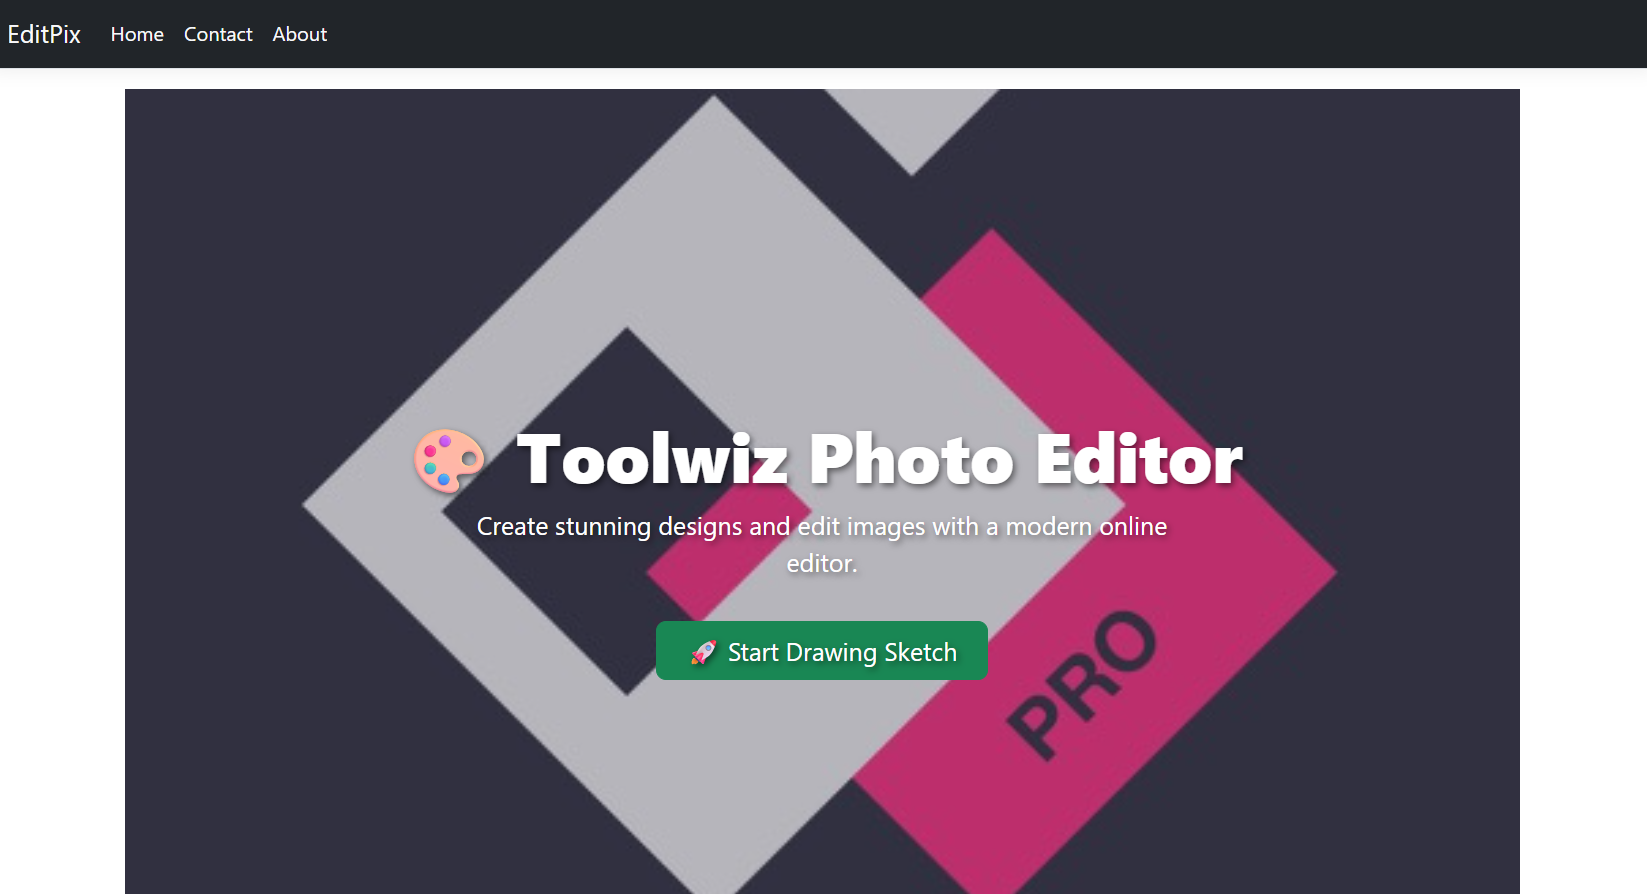 EditPix Home Contact About
🎨 Toolwiz Photo Editor
Create stunning designs and edit images with a modern online
editor.
🚀 Start Drawing Sketch
PRO